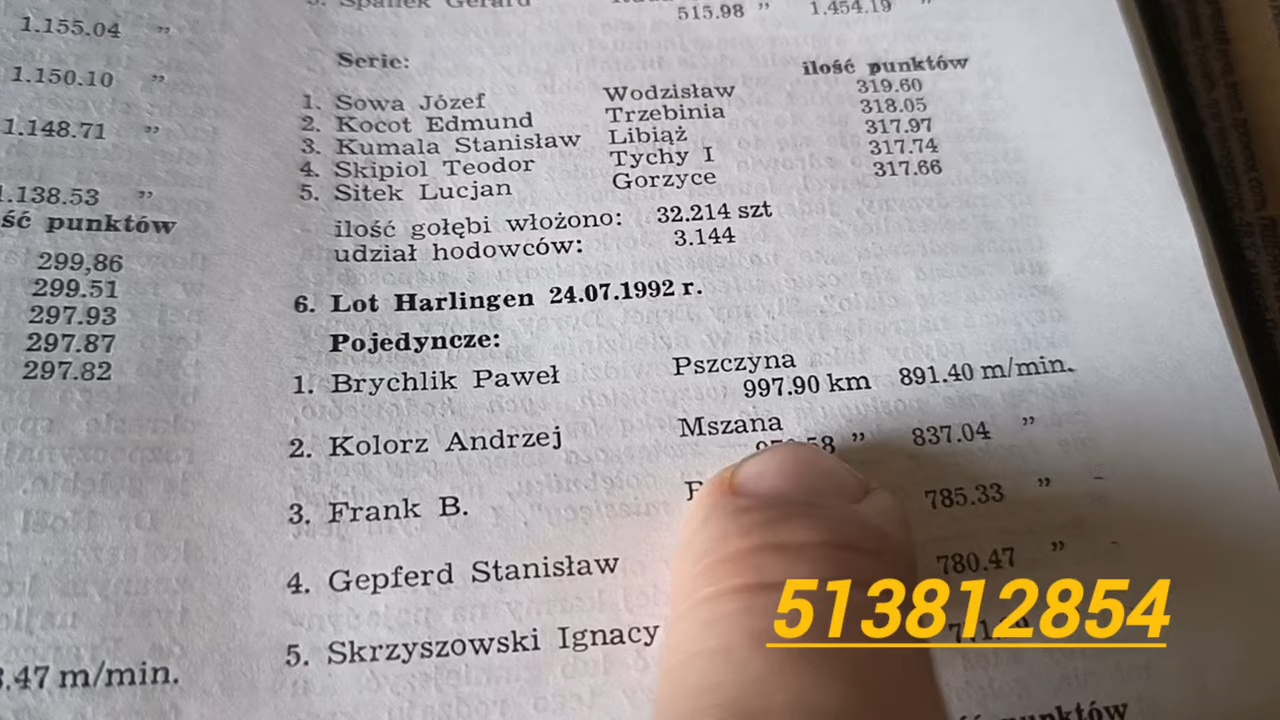 1.155.04 ”
1.150.10 ”
1.148.71 ”
1.138.53 ”
punktów
299,86
299.51
297.93
297.87
297.82
m/min.
Spanek Gerard
515.98 ” 1.454.19 ”
Serie: ilość punktów
1. Sowa Józef Wodzisław 319.60
2. Kocot Edmund Trzebinia 318.05
3. Kumala Stanisław Libiąż 317.97
4. Skipiol Teodor Tychy I 317.74
5. Sitek Lucjan Gorzyce 317.66
ilość gołębi włożono: 32.214 szt
udział hodowców: 3.144
6. Lot Harlingen 24.07.1992 r.
Pojedyncze:
1. Brychlik Paweł Pszczyna
997.90 km 891.40 m/min.
2. Kolorz Andrzej Mszana
” 837.04 ”
3. Frank B.
785.33 ”
4. Gepferd Stanisław
780.47 ”
5. Skrzyszowski Ignacy
513812854
punktów